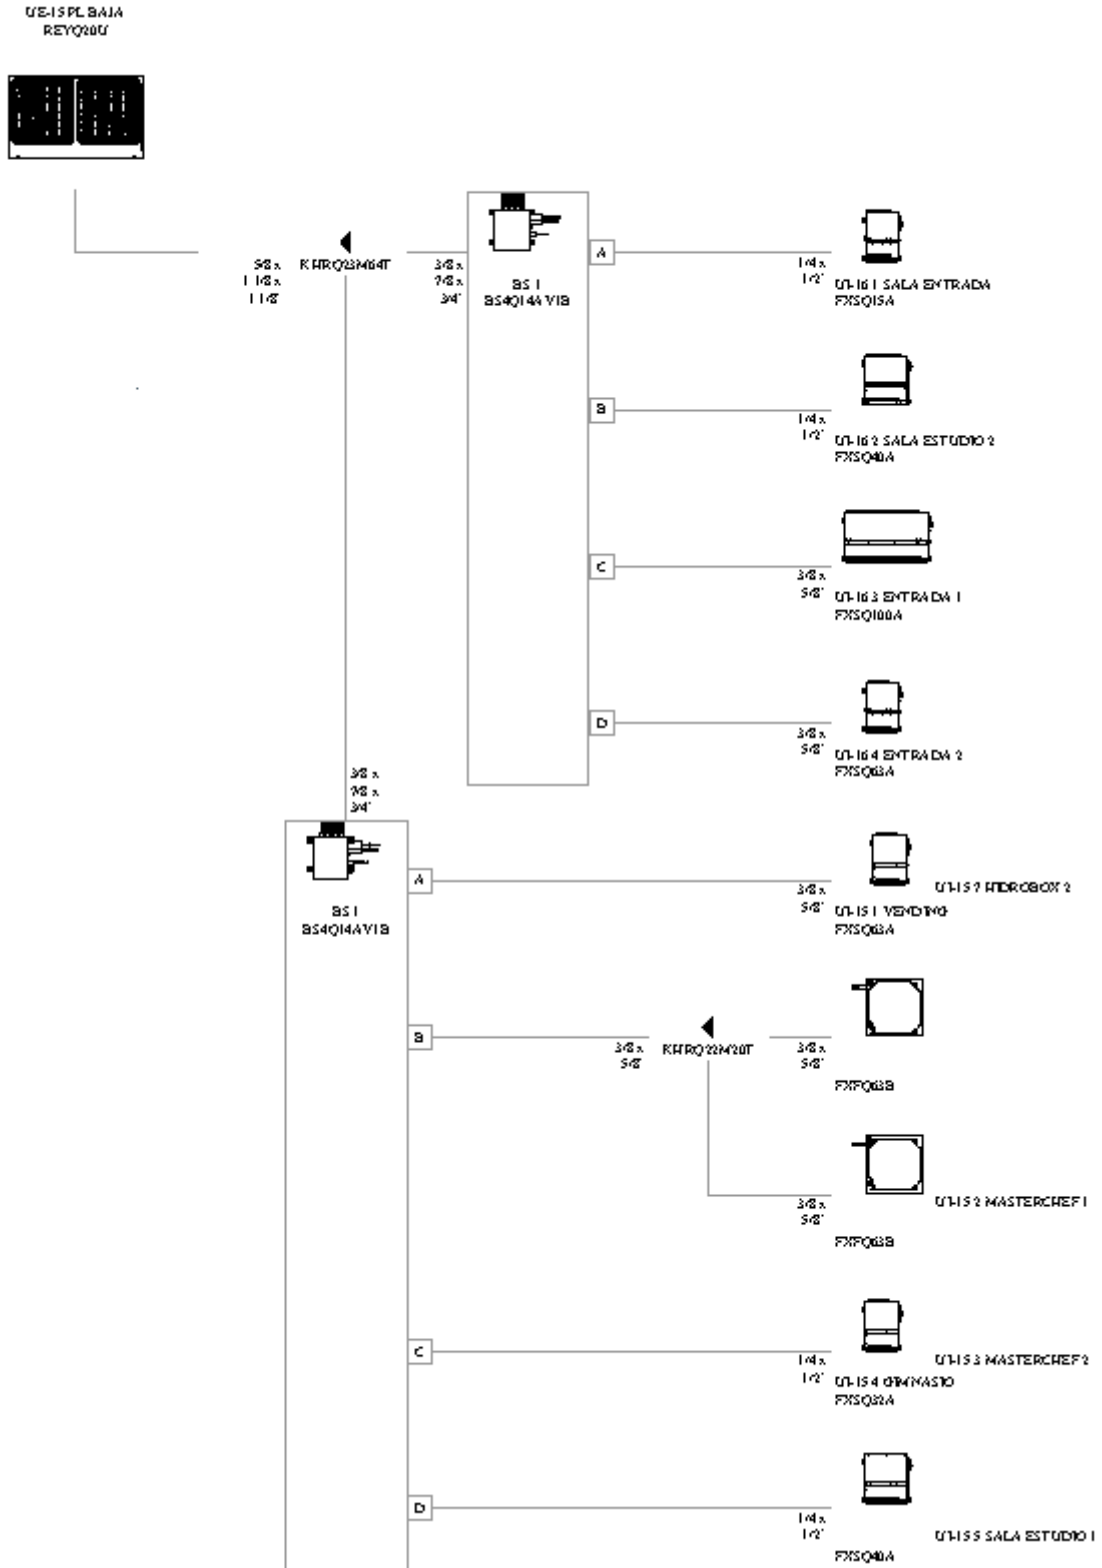 UE-15 PL BAJA
REYQ20U
5/8 x
1 1/8 x
1 1/8"
KHRQ23M64T
3/8 x
7/8 x
3/4"
BS 1
BS4Q14AV1B
A
1/4 x
1/2"
UI-16.1 SALA ENTRADA
FXSQ15A
B
1/4 x
1/2"
UI-16.2 SALA ESTUDIO 2
FXSQ40A
C
3/8 x
5/8"
UI-16.3 ENTRADA 1
FXSQ100A
D
3/8 x
5/8"
UI-16.4 ENTRADA 2
FXSQ63A
3/8 x
7/8 x
3/4"
BS 1
BS4Q14AV1B
A
3/8 x
5/8"
UI-15.7 HIDROBOX 2
UI-15.1 VENDING
FXSQ63A
B
3/8 x
5/8"
KHRQ22M20T
3/8 x
5/8"
FXFQ63B
3/8 x
5/8"
UI-15.2 MASTERCHEF 1
FXFQ63B
C
1/4 x
1/2"
UI-15.3 MASTERCHEF 2
UI-15.4 GIMNASIO
FXSQ32A
D
1/4 x
1/2"
UI-15.5 SALA ESTUDIO 1
FXSQ40A